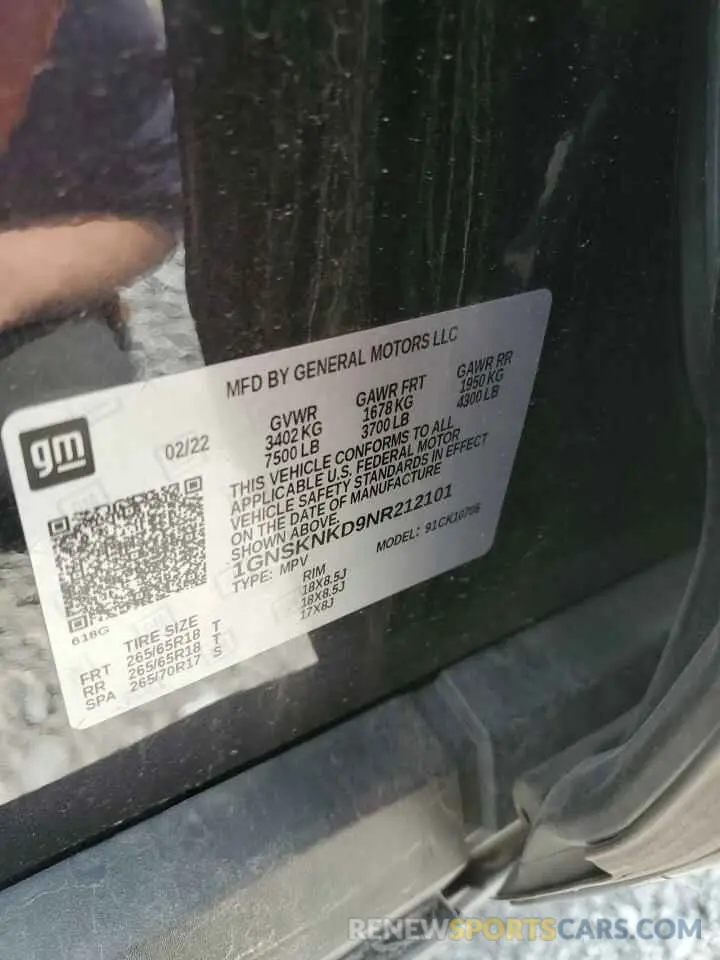 MFD BY GENERAL MOTORS LLC
gm
02/22
GVWR
3402 KG
7500 LB
GAWR FRT
1678 KG
3700 LB
GAWR RR
1950 KG
4300 LB
THIS VEHICLE CONFORMS TO ALL
APPLICABLE U.S. FEDERAL MOTOR
VEHICLE SAFETY STANDARDS IN EFFECT
ON THE DATE OF MANUFACTURE
SHOWN ABOVE.
1GNSKNKD9NR212101
TYPE: MPV
MODEL: 91CK10706
618G
TIRE SIZE
RIM
FRT 265/65R18 T 18X8.5J
RR 265/65R18 T 18X8.5J
SPA 265/70R17 S 17X8J
RENEWSPORTSCARS.COM